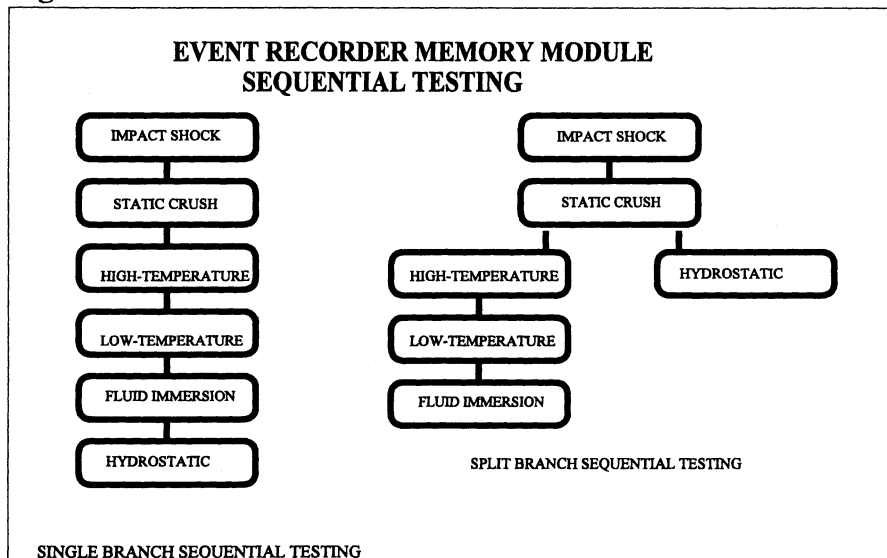 EVENT RECORDER MEMORY MODULE
SEQUENTIAL TESTING
IMPACT SHOCK
STATIC CRUSH
HIGH-TEMPERATURE
LOW-TEMPERATURE
FLUID IMMERSION
HYDROSTATIC
SINGLE BRANCH SEQUENTIAL TESTING
IMPACT SHOCK
STATIC CRUSH
HIGH-TEMPERATURE
HYDROSTATIC
LOW-TEMPERATURE
FLUID IMMERSION
SPLIT BRANCH SEQUENTIAL TESTING